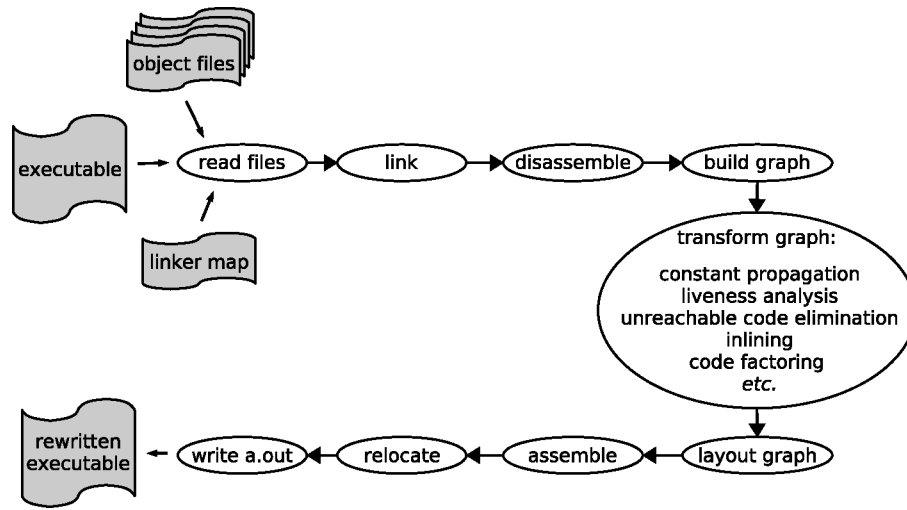 object files
executable
read files
link
disassemble
build graph
linker map
transform graph:
constant propagation
liveness analysis
unreachable code elimination
inlining
code factoring
etc.
rewritten
executable
write a.out
relocate
assemble
layout graph